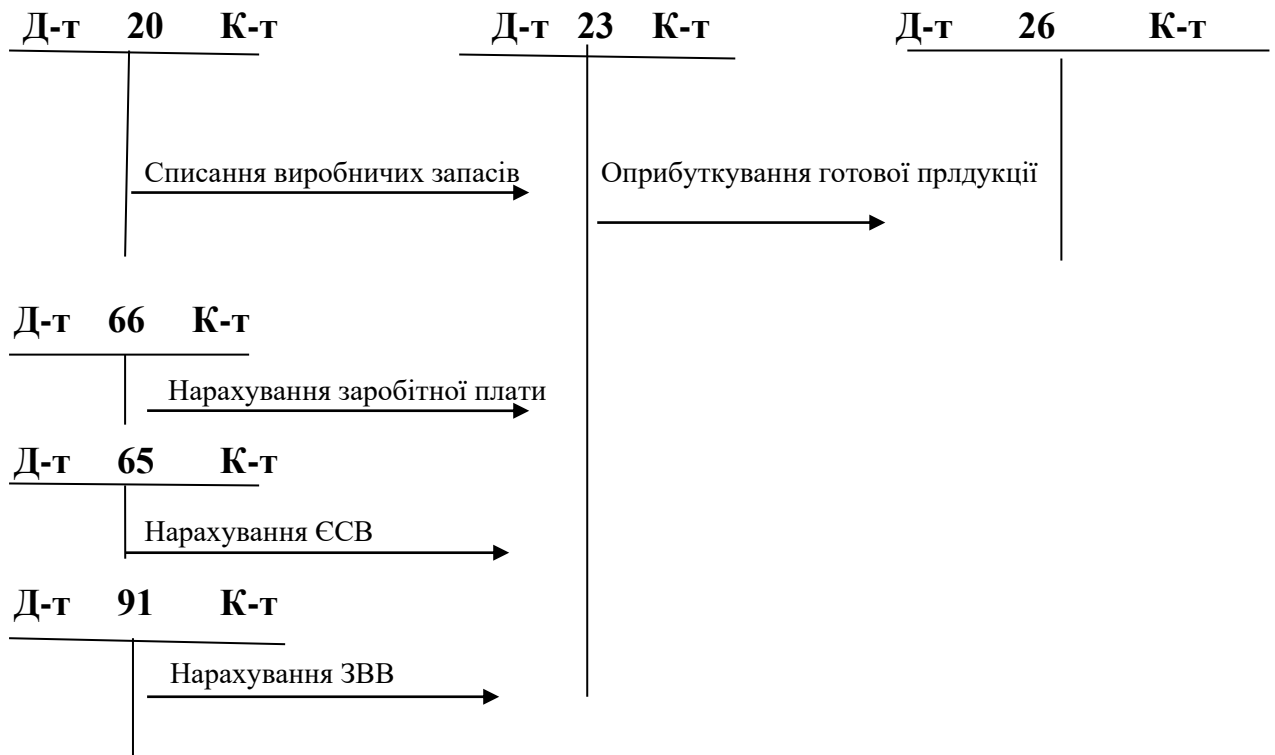 Д-т 20 К-т Д-т 23 К-т Д-т 26 К-т
Списання виробничих запасів Оприбуткування готової прлдукції
Д-т 66 К-т
Нарахування заробітної плати
Д-т 65 К-т
Нарахування ЄСВ
Д-т 91 К-т
Нарахування ЗВВ